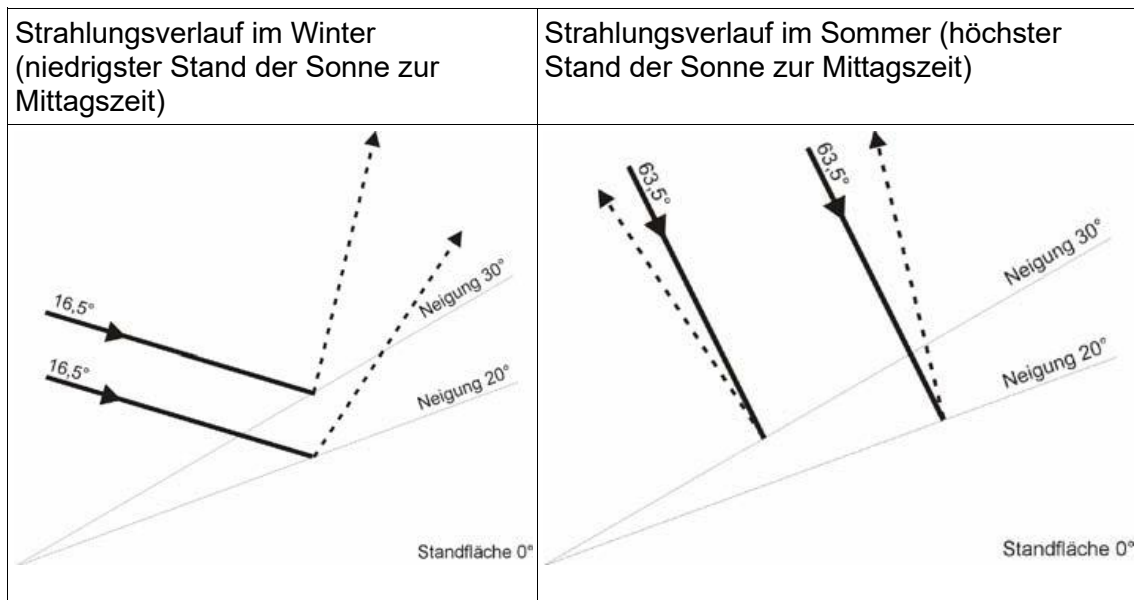 Strahlungsverlauf im Winter
(niedrigster Stand der Sonne zur
Mittagszeit)
Strahlungsverlauf im Sommer (höchster
Stand der Sonne zur Mittagszeit)
16,5°
16,5°
Neigung 30°
Neigung 20°
Standfläche 0°
63,5°
63,5°
Neigung 30°
Neigung 20°
Standfläche 0°